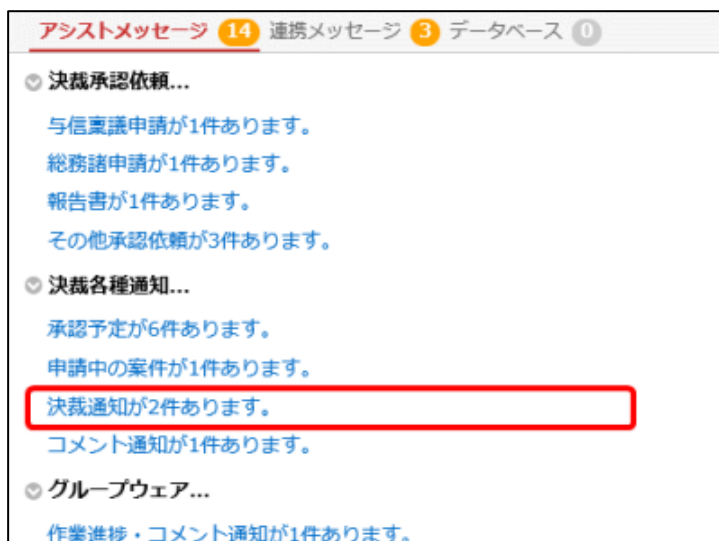 アシストメッセージ 14 連携メッセージ 3 データベース 0
決裁承認依頼...
与信稟議申請が1件あります。
総務諸申請が1件あります。
報告書が1件あります。
その他承認依頼が3件あります。
決裁各種通知...
承認予定が6件あります。
申請中の案件が1件あります。
決裁通知が2件あります。
コメント通知が1件あります。
グループウェア...
作業進捗・コメント通知が1件あります。